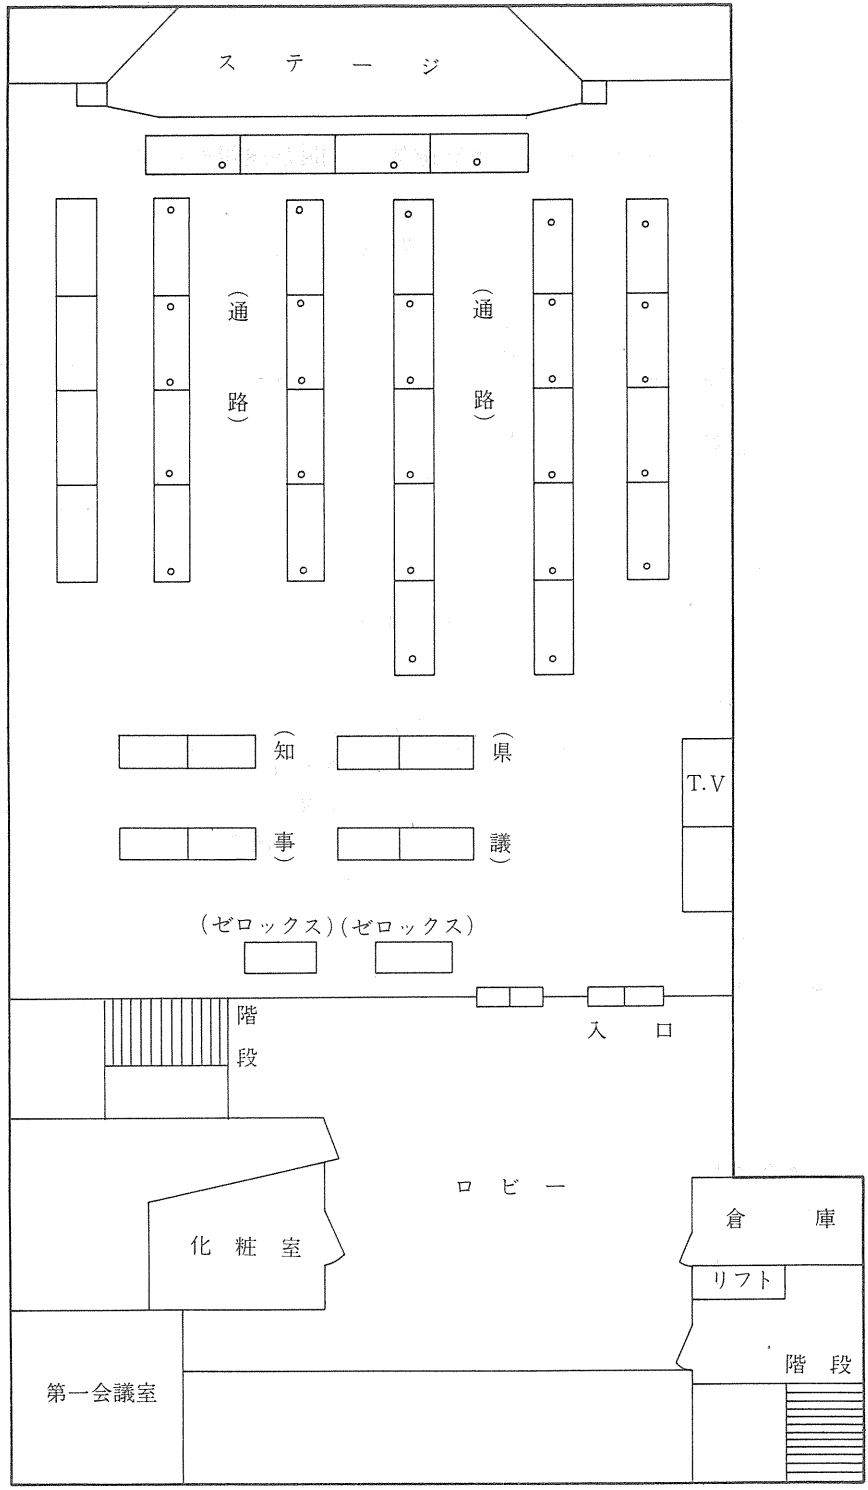 ステージ
(通路)
(通路)
(知事)
(県議)
T.V
(ゼロックス)(ゼロックス)
階段
入口
ロビー
倉庫
化粧室
リフト
階段
第一会議室